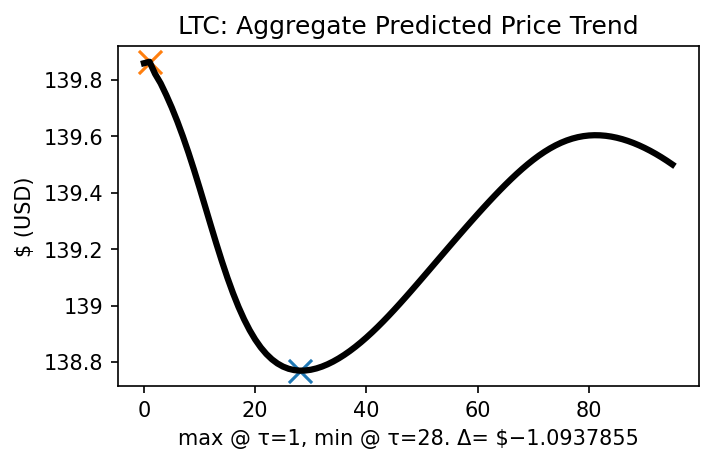 LTC: Aggregate Predicted Price Trend
$ (USD)
139.8
139.6
139.4
139.2
139
138.8
0 20 40 60 80
max @ τ=1, min @ τ=28. Δ= $−1.0937855